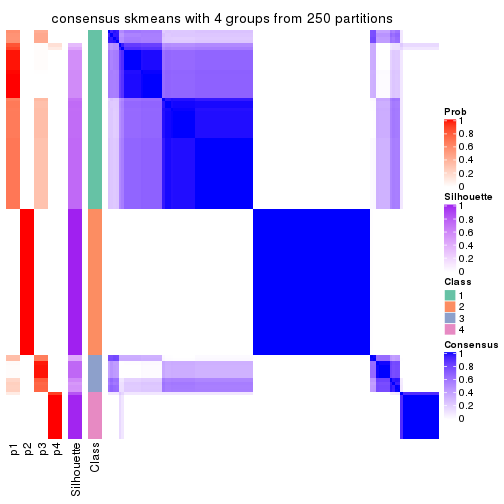 consensus skmeans with 4 groups from 250 partitions
Prob
1
0.8
0.6
0.4
0.2
0
Silhouette
1
0.8
0.6
0.4
0.2
0
Class
1
2
3
4
Consensus
1
0.8
0.6
0.4
0.2
0
p1
p2
p3
p4
Silhouette
Class